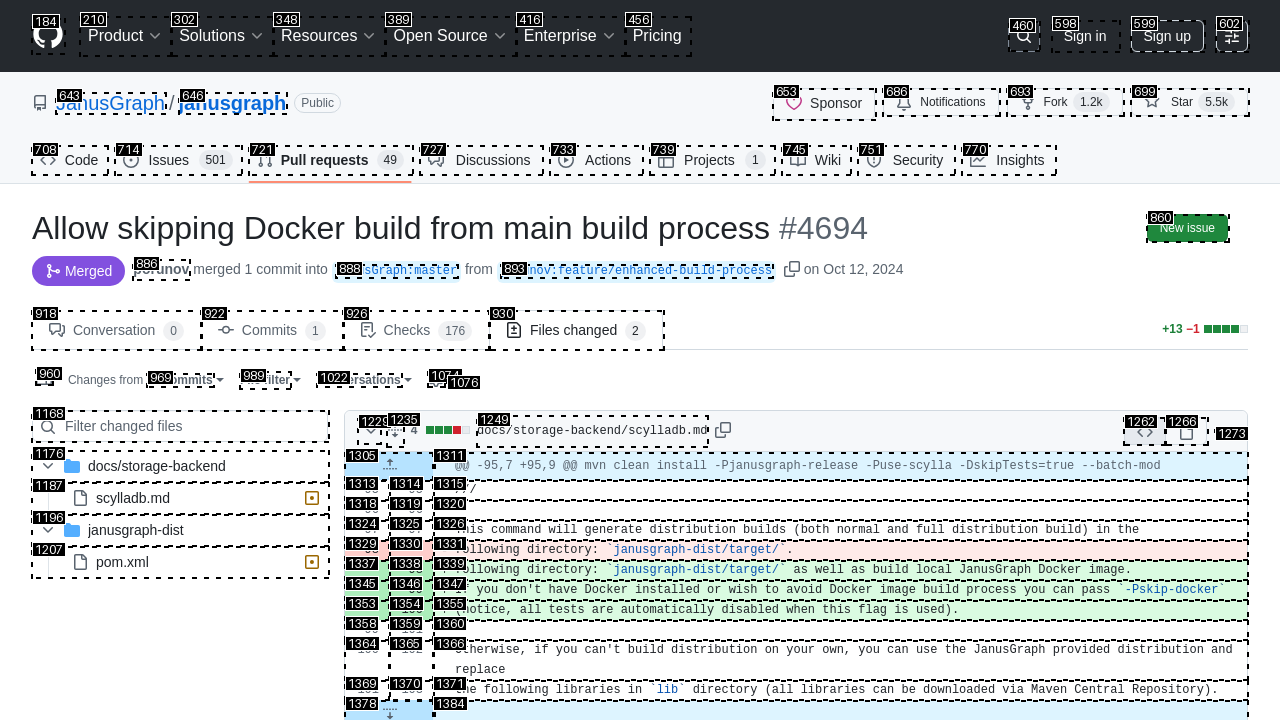 184 210 302 348 389 416 456 460 598 599 602
Product Solutions Resources Open Source Enterprise Pricing Sign in Sign up
643 646 653 686 693 699
JanusGraph / janusgraph Public Sponsor Notifications Fork 1.2k Star 5.5k
708 714 721 727 733 739 745 751 770
Code Issues 501 Pull requests 49 Discussions Actions Projects 1 Wiki Security Insights
Allow skipping Docker build from main build process #4694
860
New issue
886 888 893
Merged porunov merged 1 commit into sGraph:master from nov:feature/enhanced-build-process on Oct 12, 2024
918 922 926 930
Conversation 0 Commits 1 Checks 176 Files changed 2 +13 −1
960 969 989 1022 1074 1076
Changes from commits filter ersations
1168
Filter changed files
1176
docs/storage-backend
1187
scylladb.md
1196
janusgraph-dist
1207
pom.xml
1229 1235 1249 1262 1266 1273
4 docs/storage-backend/scylladb.md
1305 1311
@@ -95,7 +95,9 @@ mvn clean install -Pjanusgraph-release -Puse-scylla -DskipTests=true --batch-mod
1313 1314 1315
1318 1319 1320
1324 1325 1326
This command will generate distribution builds (both normal and full distribution build) in the
1329 1330 1331
following directory: `janusgraph-dist/target/`.
1337 1338 1339
following directory: `janusgraph-dist/target/` as well as build local JanusGraph Docker image.
1345 1346 1347
If you don't have Docker installed or wish to avoid Docker image build process you can pass `-Pskip-docker`
1353 1354 1355
(notice, all tests are automatically disabled when this flag is used).
1358 1359 1360
1364 1365 1366
Otherwise, if you can't build distribution on your own, you can use the JanusGraph provided distribution and
replace
1369 1370 1371
the following libraries in `lib` directory (all libraries can be downloaded via Maven Central Repository).
1378 1384